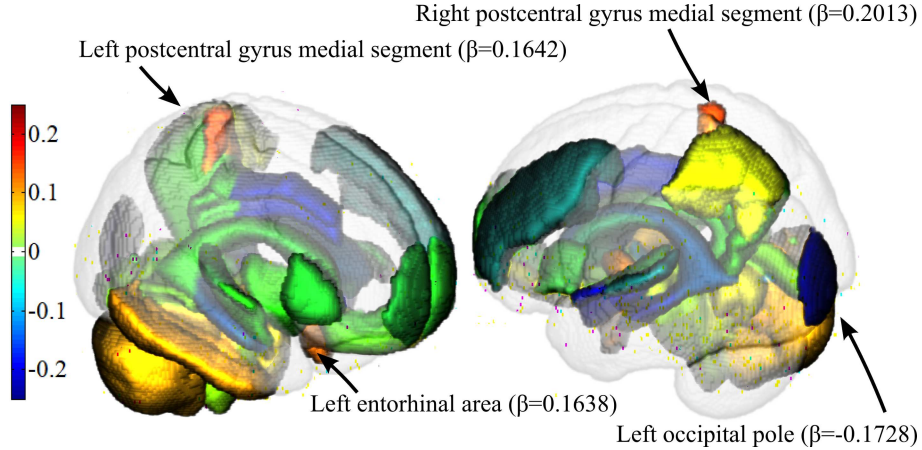 Right postcentral gyrus medial segment (β=0.2013)
Left postcentral gyrus medial segment (β=0.1642)
0.2
0.1
0
-0.1
-0.2
Left entorhinal area (β=0.1638)
Left occipital pole (β=-0.1728)